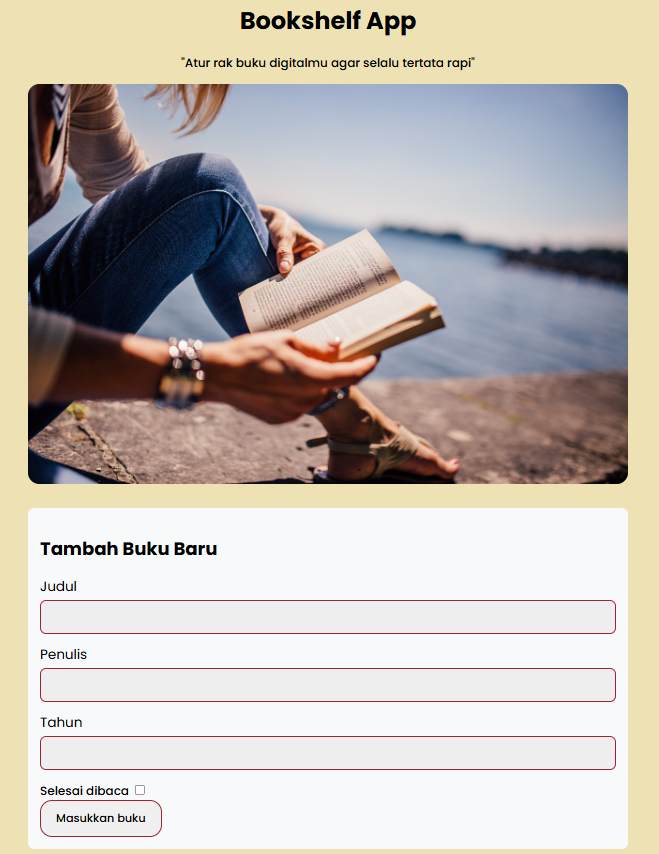 Bookshelf App
"Atur rak buku digitalmu agar selalu tertata rapi"
Tambah Buku Baru
Judul
Penulis
Tahun
Selesai dibaca
Masukkan buku